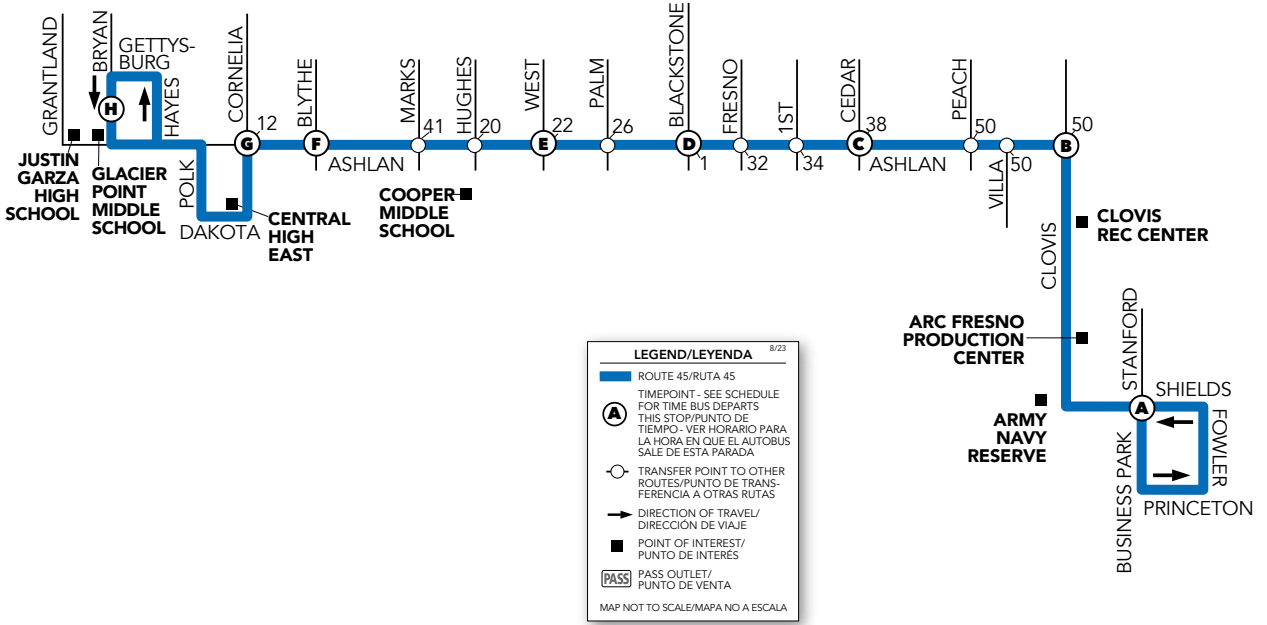 GRANTLAND
BRYAN
GETTYS-
BURG
HAYES
CORNELIA
BLYTHE
MARKS
HUGHES
WEST
PALM
BLACKSTONE
FRESNO
1ST
CEDAR
PEACH
H
12
41
20
22
26
38
50
50
G
F
E
D
C
B
ASHLAN
1
32
34
ASHLAN
VILLA
50
JUSTIN
GARZA
HIGH
SCHOOL
GLACIER
POINT
MIDDLE
SCHOOL
POLK
DAKOTA
CENTRAL
HIGH
EAST
COOPER
MIDDLE
SCHOOL
CLOVIS
CLOVIS
REC CENTER
ARC FRESNO
PRODUCTION
CENTER
STANFORD
A
SHIELDS
FOWLER
ARMY
NAVY
RESERVE
BUSINESS PARK
PRINCETON
LEGEND/LEYENDA
8/23
ROUTE 45/RUTA 45
A
TIMEPOINT - SEE SCHEDULE
FOR TIME BUS DEPARTS
THIS STOP/PUNTO DE
TIEMPO - VER HORARIO PARA
LA HORA EN QUE EL AUTOBUS
SALE DE ESTA PARADA
TRANSFER POINT TO OTHER
ROUTES/PUNTO DE TRANS-
FERENCIA A OTRAS RUTAS
DIRECTION OF TRAVEL/
DIRECCIÓN DE VIAJE
POINT OF INTEREST/
PUNTO DE INTERÉS
PASS
PASS OUTLET/
PUNTO DE VENTA
MAP NOT TO SCALE/MAPA NO A ESCALA